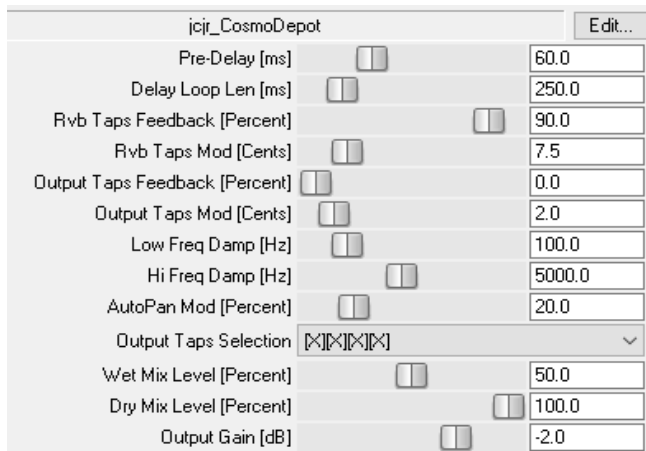 jcjr_CosmoDepot Edit...
Pre-Delay [ms] 60.0
Delay Loop Len [ms] 250.0
Rvb Taps Feedback [Percent] 90.0
Rvb Taps Mod [Cents] 7.5
Output Taps Feedback [Percent] 0.0
Output Taps Mod [Cents] 2.0
Low Freq Damp [Hz] 100.0
Hi Freq Damp [Hz] 5000.0
AutoPan Mod [Percent] 20.0
Output Taps Selection [X][X][X][X]
Wet Mix Level [Percent] 50.0
Dry Mix Level [Percent] 100.0
Output Gain [dB] -2.0